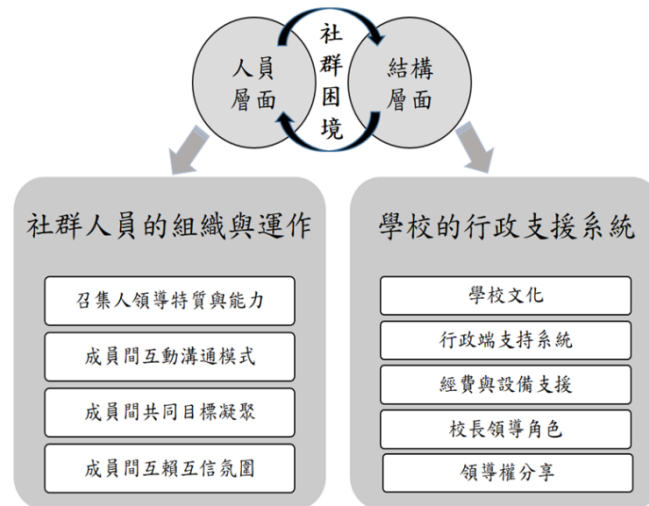 人員
層面
社
群
困
境
結構
層面
社群人員的組織與運作
召集人領導特質與能力
成員間互動溝通模式
成員間共同目標凝聚
成員間互賴互信氛圍
學校的行政支援系統
學校文化
行政端支持系統
經費與設備支援
校長領導角色
領導權分享